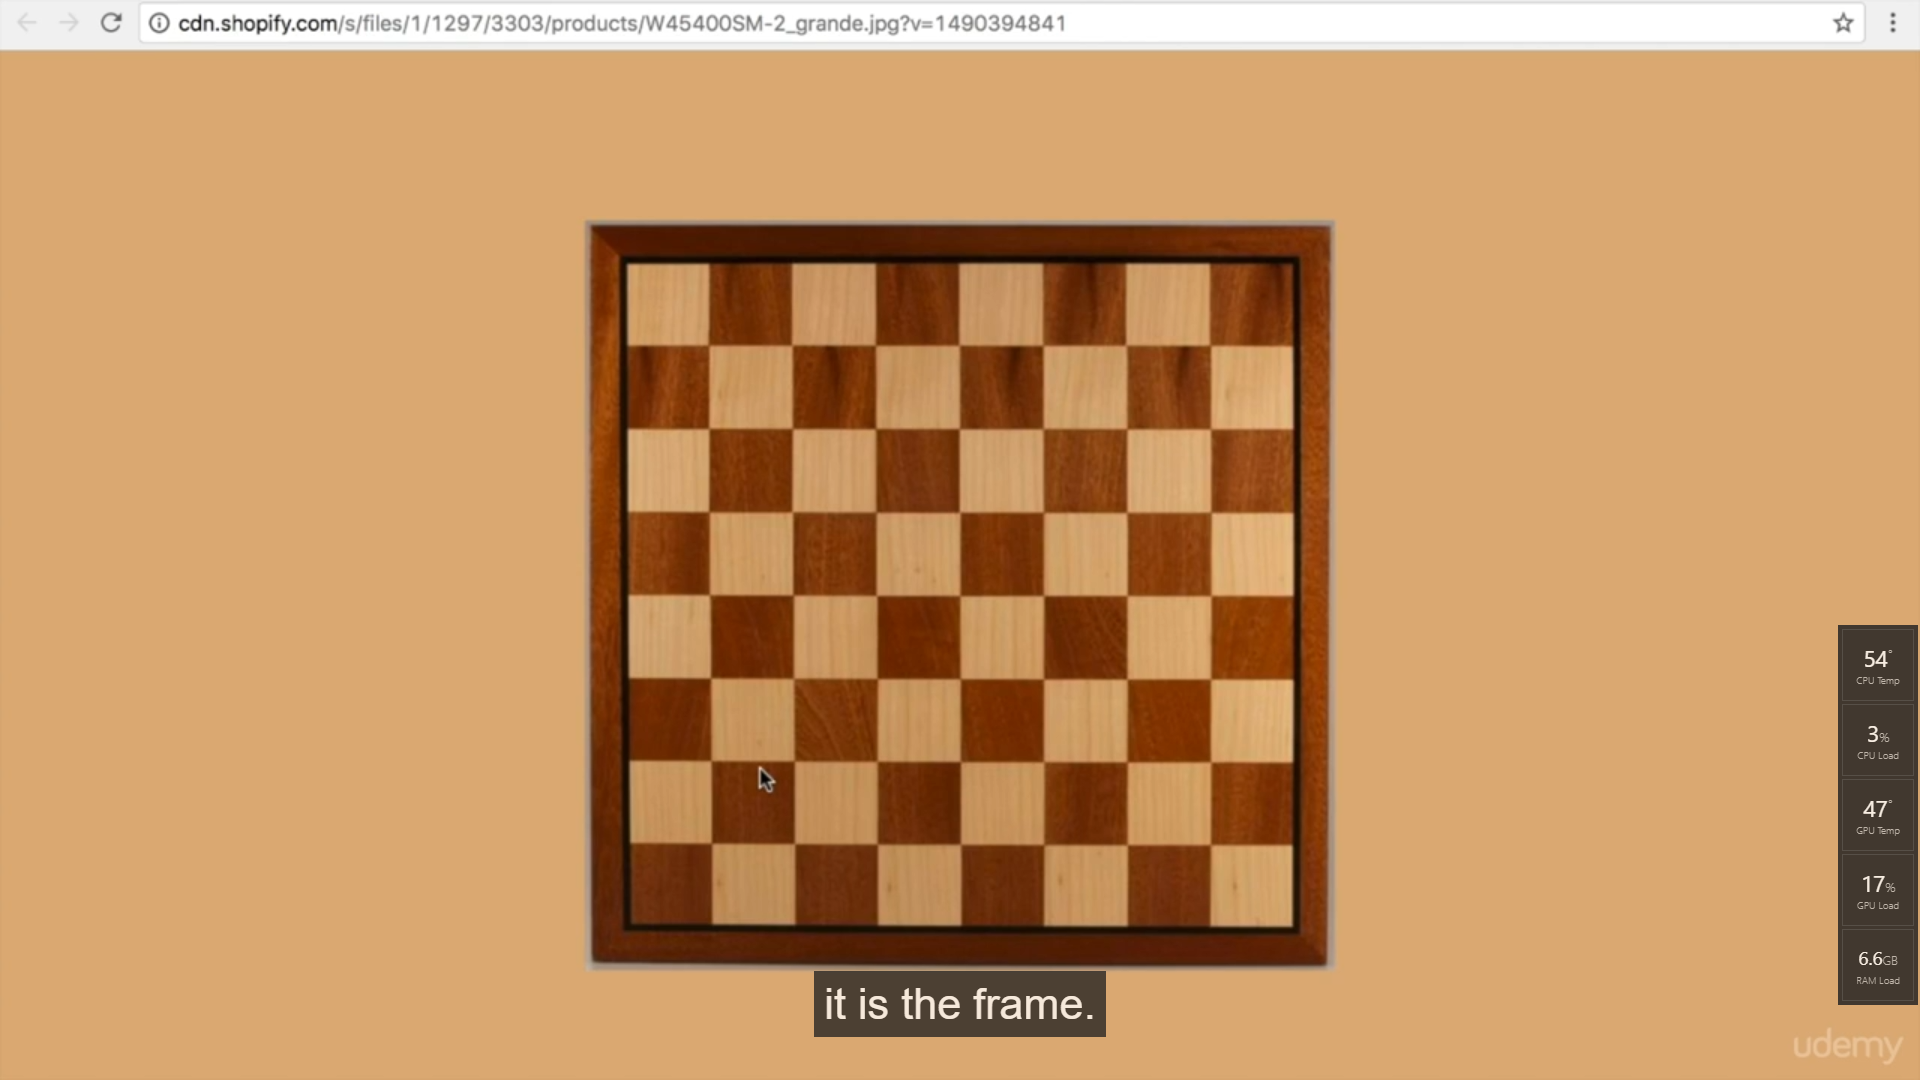 cdn.shopify.com/s/files/1/1297/3303/products/W45400SM-2_grande.jpg?v=1490394841
54°
CPU Temp
3%
CPU Load
47°
GPU Temp
17%
GPU Load
6.6GB
RAM Load
it is the frame.
udemy